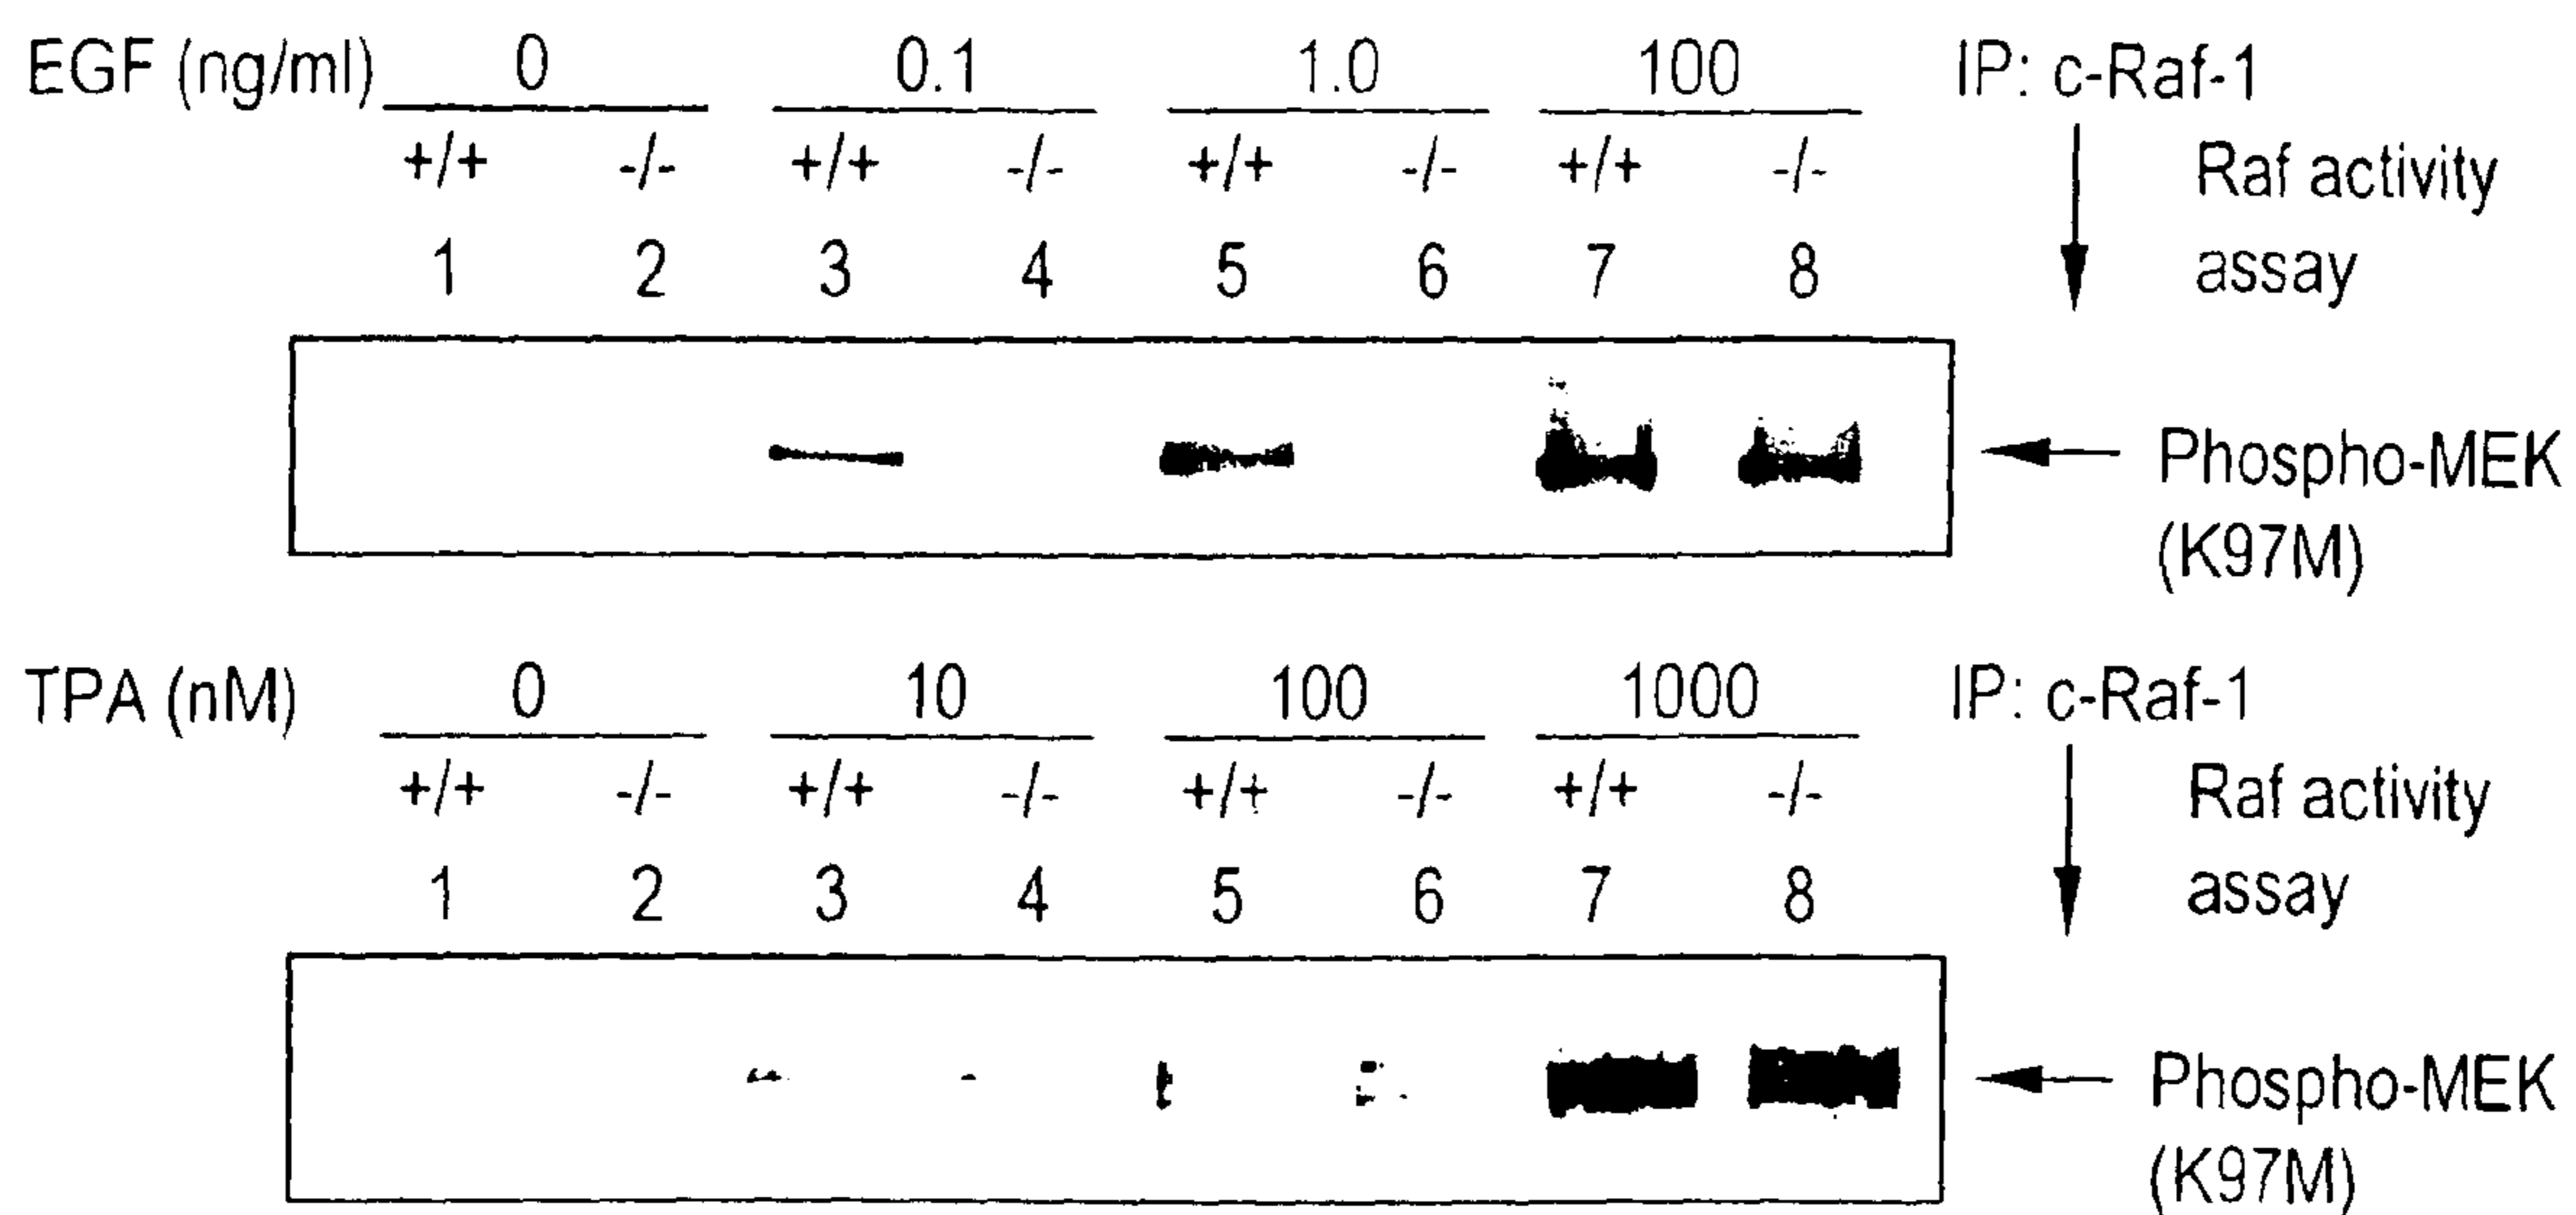 EGF (ng/ml) 0 0.1 1.0 100 IP: c-Raf-1
+/+ -/- +/+ -/- +/+ -/- +/+ -/- Raf activity
1 2 3 4 5 6 7 8 assay
Phospho-MEK
(K97M)
TPA (nM) 0 10 100 1000 IP: c-Raf-1
+/+ -/- +/+ -/- +/+ -/- +/+ -/- Raf activity
1 2 3 4 5 6 7 8 assay
Phospho-MEK
(K97M)